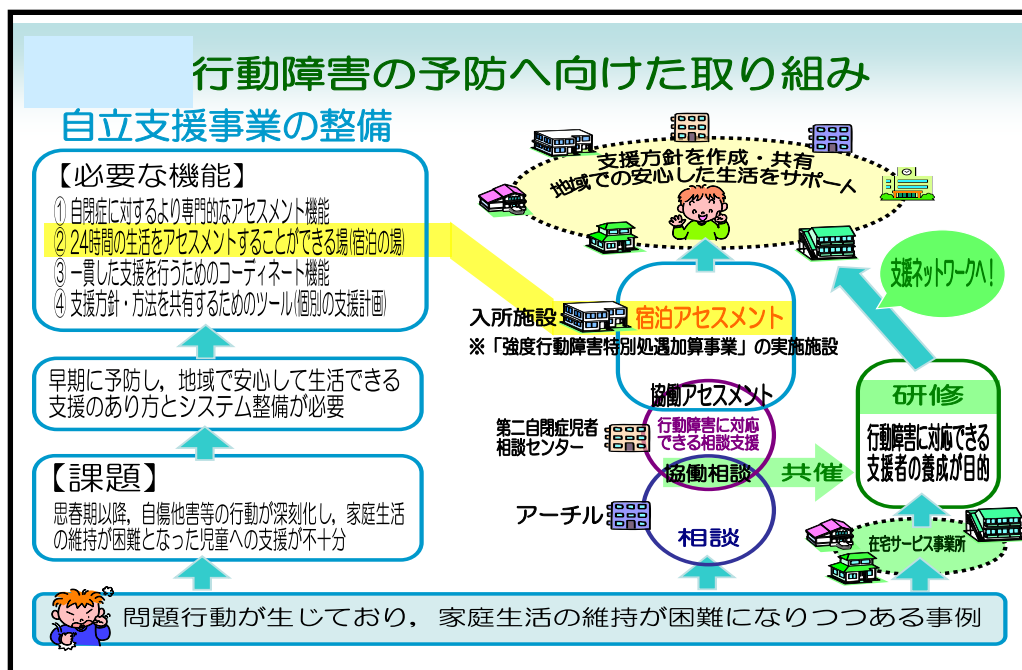 行動障害の予防へ向けた取り組み
自立支援事業の整備
【必要な機能】
① 自閉症に対するより専門的なアセスメント機能
② 24時間の生活をアセスメントすることができる場(宿泊の場)
③ 一貫した支援を行うためのコーディネート機能
④ 支援方針・方法を共有するためのツール(個別の支援計画)
早期に予防し，地域で安心して生活できる
支援のあり方とシステム整備が必要
【課題】
思春期以降，自傷他害等の行動が深刻化し，家庭生活
の維持が困難となった児童への支援が不十分
支援方針を作成・共有
地域での安心した生活をサポート
支援ネットワークへ！
入所施設
宿泊アセスメント
※「強度行動障害特別処遇加算事業」の実施施設
協働アセスメント
第二自閉症児者
相談センター
行動障害に対応
できる相談支援
協働相談
共催
アーチル
相談
研修
行動障害に対応できる
支援者の養成が目的
在宅サービス事業所
問題行動が生じており，家庭生活の維持が困難になりつつある事例